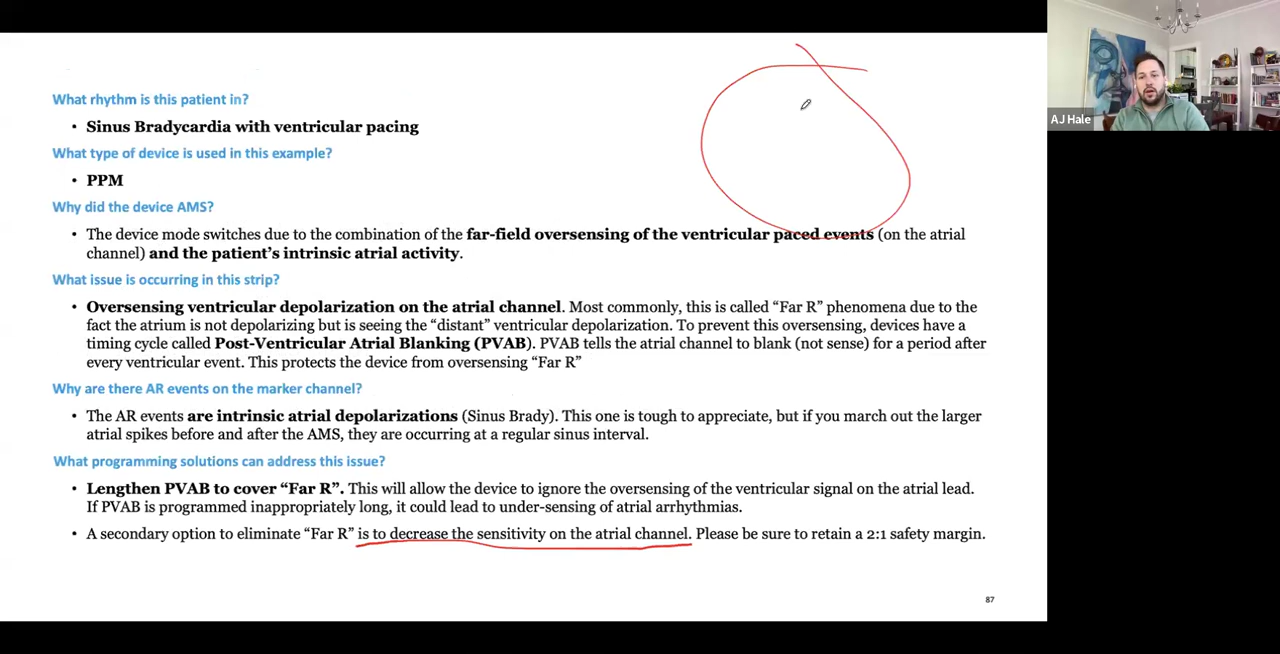 What rhythm is this patient in?
• Sinus Bradycardia with ventricular pacing
What type of device is used in this example?
• PPM
Why did the device AMS?
• The device mode switches due to the combination of the far-field oversensing of the ventricular paced events (on the atrial
channel) and the patient's intrinsic atrial activity.
What issue is occurring in this strip?
• Oversensing ventricular depolarization on the atrial channel. Most commonly, this is called “Far R” phenomena due to the
fact the atrium is not depolarizing but is seeing the “distant” ventricular depolarization. To prevent this oversensing, devices have a
timing cycle called Post-Ventricular Atrial Blanking (PVAB). PVAB tells the atrial channel to blank (not sense) for a period after
every ventricular event. This protects the device from oversensing “Far R”
Why are there AR events on the marker channel?
• The AR events are intrinsic atrial depolarizations (Sinus Brady). This one is tough to appreciate, but if you march out the larger
atrial spikes before and after the AMS, they are occurring at a regular sinus interval.
What programming solutions can address this issue?
• Lengthen PVAB to cover “Far R”. This will allow the device to ignore the oversensing of the ventricular signal on the atrial lead.
If PVAB is programmed inappropriately long, it could lead to under-sensing of atrial arrhythmias.
• A secondary option to eliminate “Far R” is to decrease the sensitivity on the atrial channel. Please be sure to retain a 2:1 safety margin.
87
AJ Hale